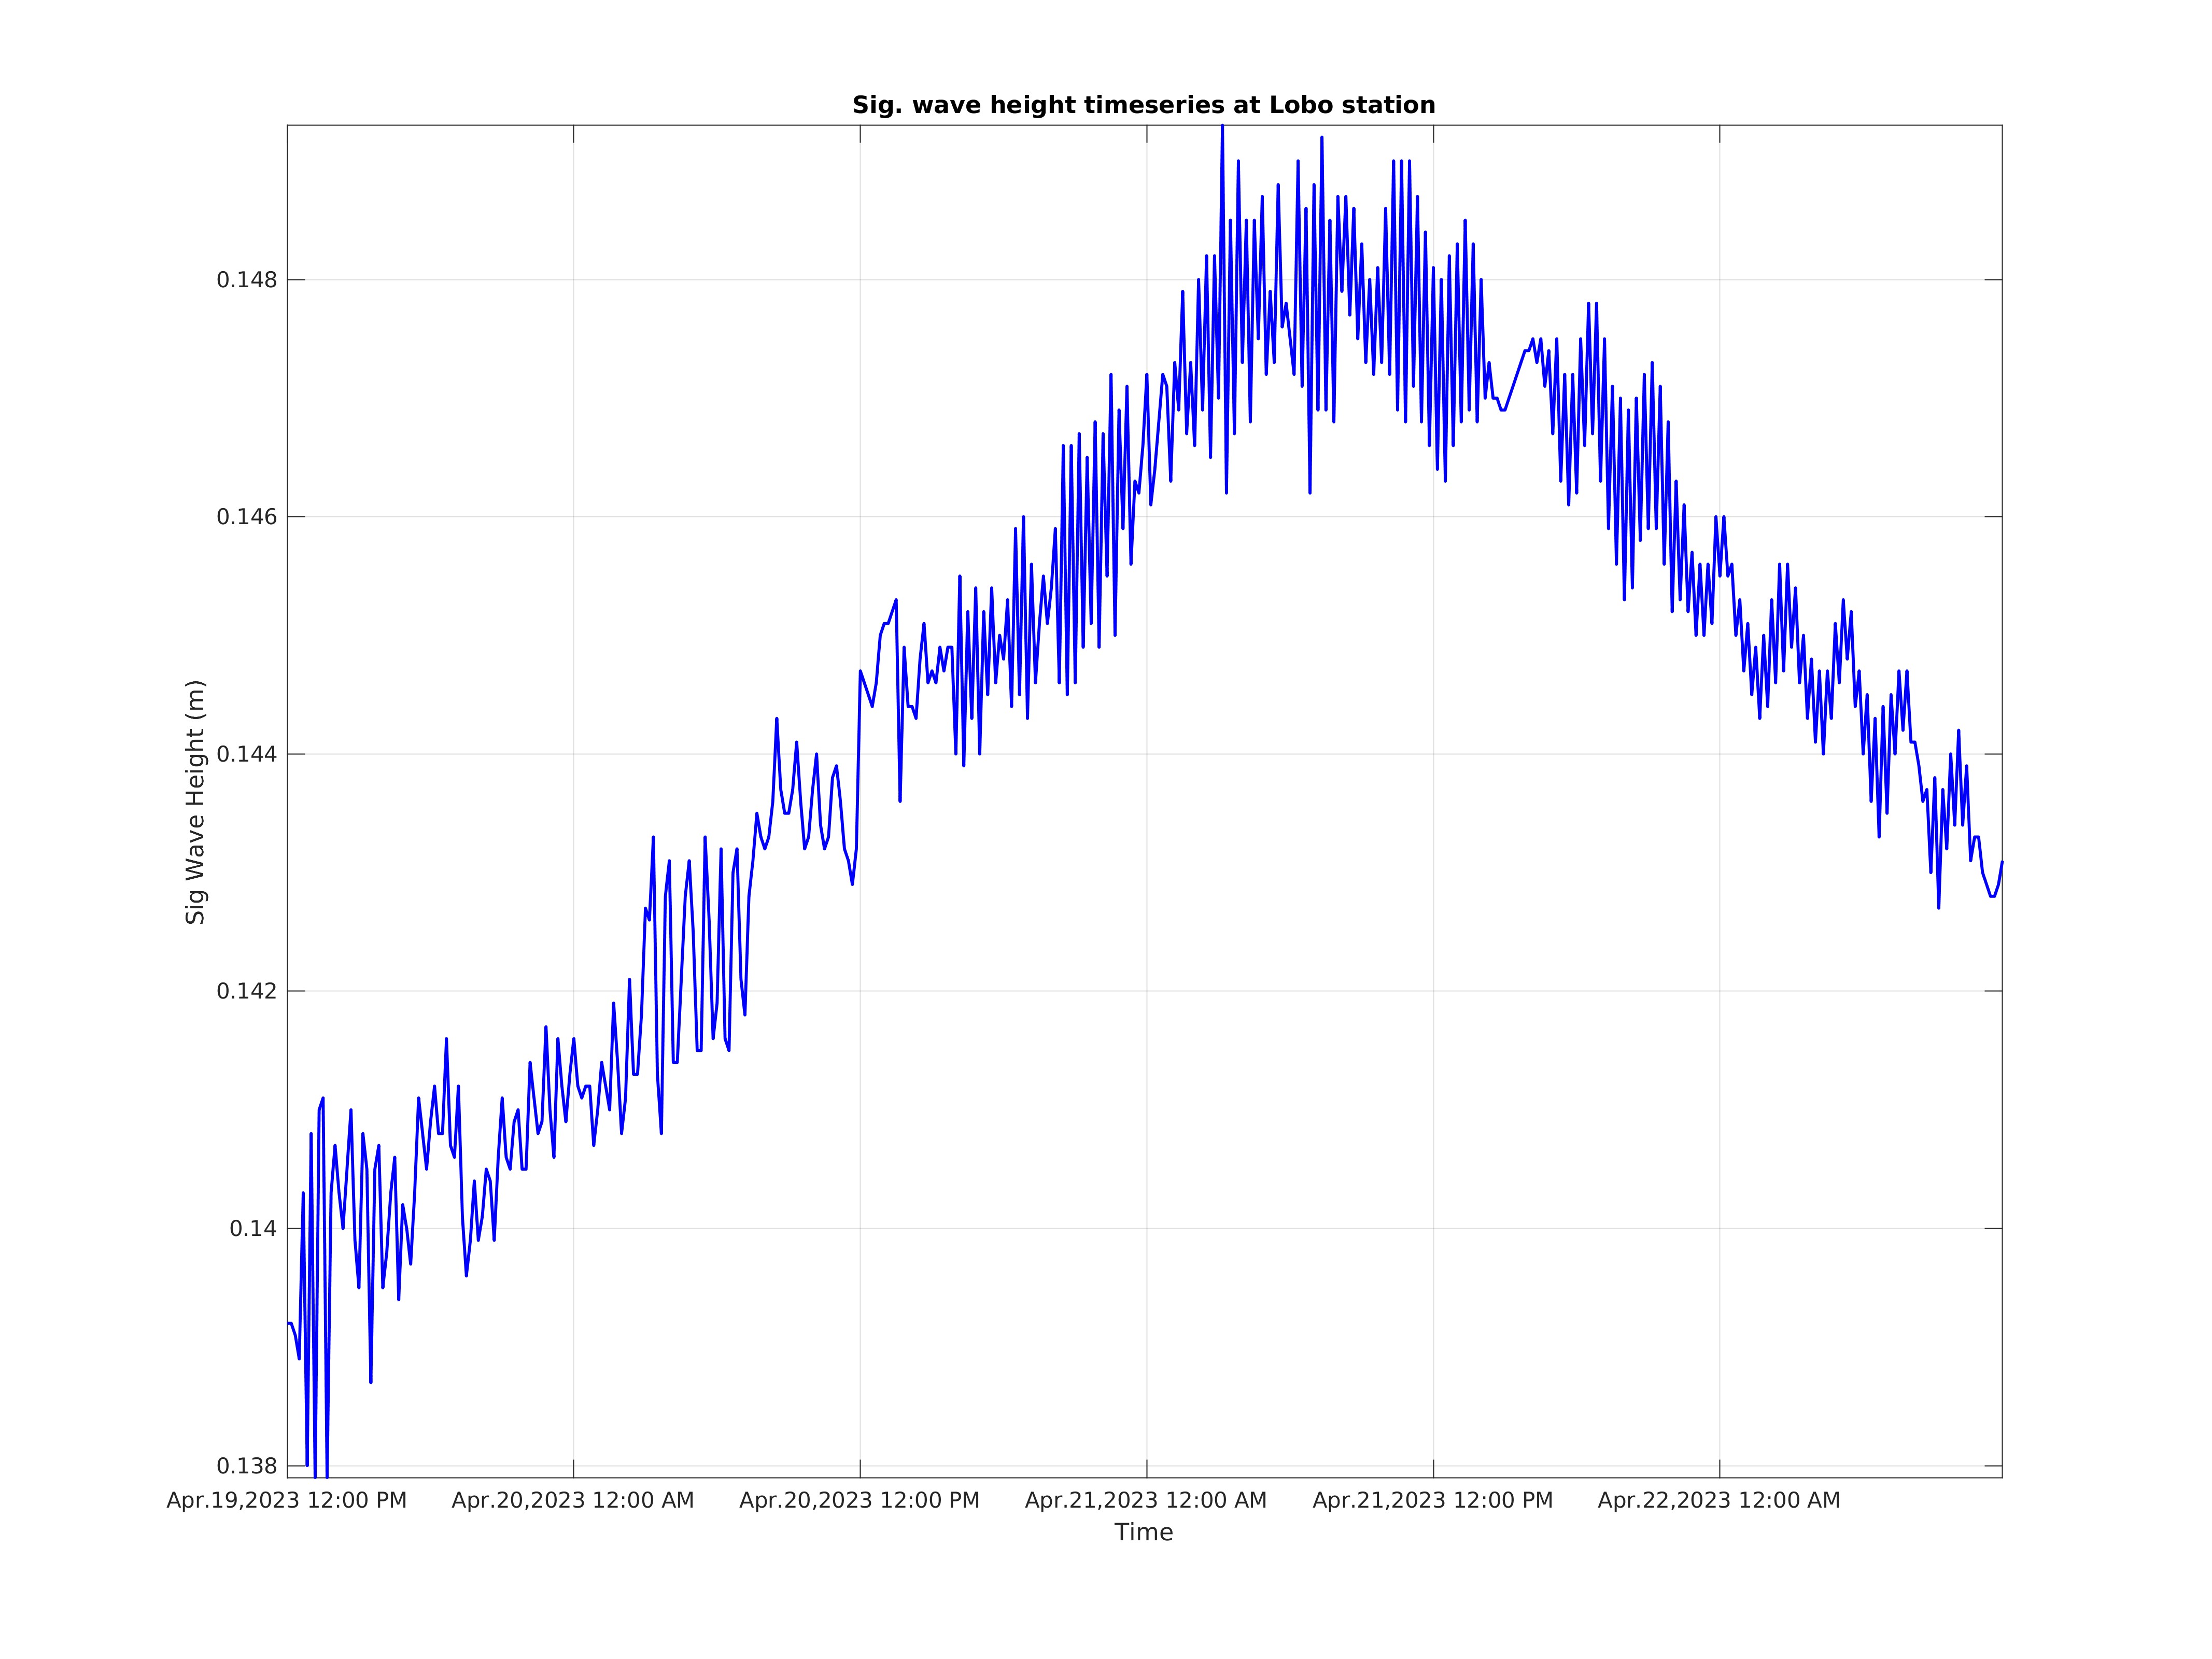 Sig. wave height timeseries at Lobo station
Sig Wave Height (m)
0.148
0.146
0.144
0.142
0.14
0.138
Apr.19,2023 12:00 PM
Apr.20,2023 12:00 AM
Apr.20,2023 12:00 PM
Apr.21,2023 12:00 AM
Apr.21,2023 12:00 PM
Apr.22,2023 12:00 AM
Time